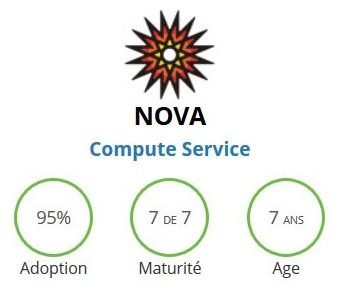 NOVA
Compute Service
95% 7 DE 7 7 ANS
Adoption Maturité Age